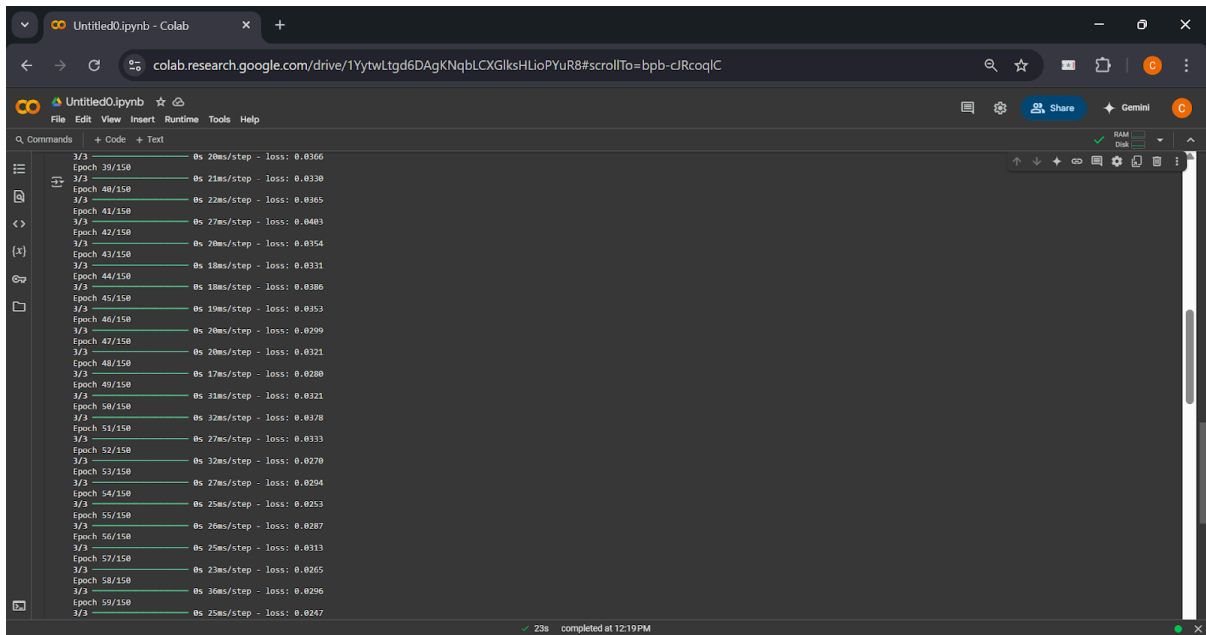 Untitled0.ipynb - Colab
colab.research.google.com/drive/1YytwLtgd6DAgKNqbLCXGlksHLioPYuR8#scrollTo=bpb-cJRcoqlC
C
Untitled0.ipynb
File Edit View Insert Runtime Tools Help
Share
Gemini
C
Commands + Code + Text
RAM
Disk
3/3 0s 20ms/step - loss: 0.0366
Epoch 39/150
3/3 0s 21ms/step - loss: 0.0330
Epoch 40/150
3/3 0s 22ms/step - loss: 0.0365
Epoch 41/150
3/3 0s 27ms/step - loss: 0.0403
Epoch 42/150
3/3 0s 20ms/step - loss: 0.0354
Epoch 43/150
3/3 0s 18ms/step - loss: 0.0331
Epoch 44/150
3/3 0s 18ms/step - loss: 0.0386
Epoch 45/150
3/3 0s 19ms/step - loss: 0.0353
Epoch 46/150
3/3 0s 20ms/step - loss: 0.0299
Epoch 47/150
3/3 0s 20ms/step - loss: 0.0321
Epoch 48/150
3/3 0s 17ms/step - loss: 0.0280
Epoch 49/150
3/3 0s 31ms/step - loss: 0.0321
Epoch 50/150
3/3 0s 32ms/step - loss: 0.0378
Epoch 51/150
3/3 0s 27ms/step - loss: 0.0333
Epoch 52/150
3/3 0s 32ms/step - loss: 0.0270
Epoch 53/150
3/3 0s 27ms/step - loss: 0.0294
Epoch 54/150
3/3 0s 25ms/step - loss: 0.0253
Epoch 55/150
3/3 0s 26ms/step - loss: 0.0287
Epoch 56/150
3/3 0s 25ms/step - loss: 0.0313
Epoch 57/150
3/3 0s 23ms/step - loss: 0.0265
Epoch 58/150
3/3 0s 36ms/step - loss: 0.0296
Epoch 59/150
3/3 0s 25ms/step - loss: 0.0247
23s completed at 12:19 PM